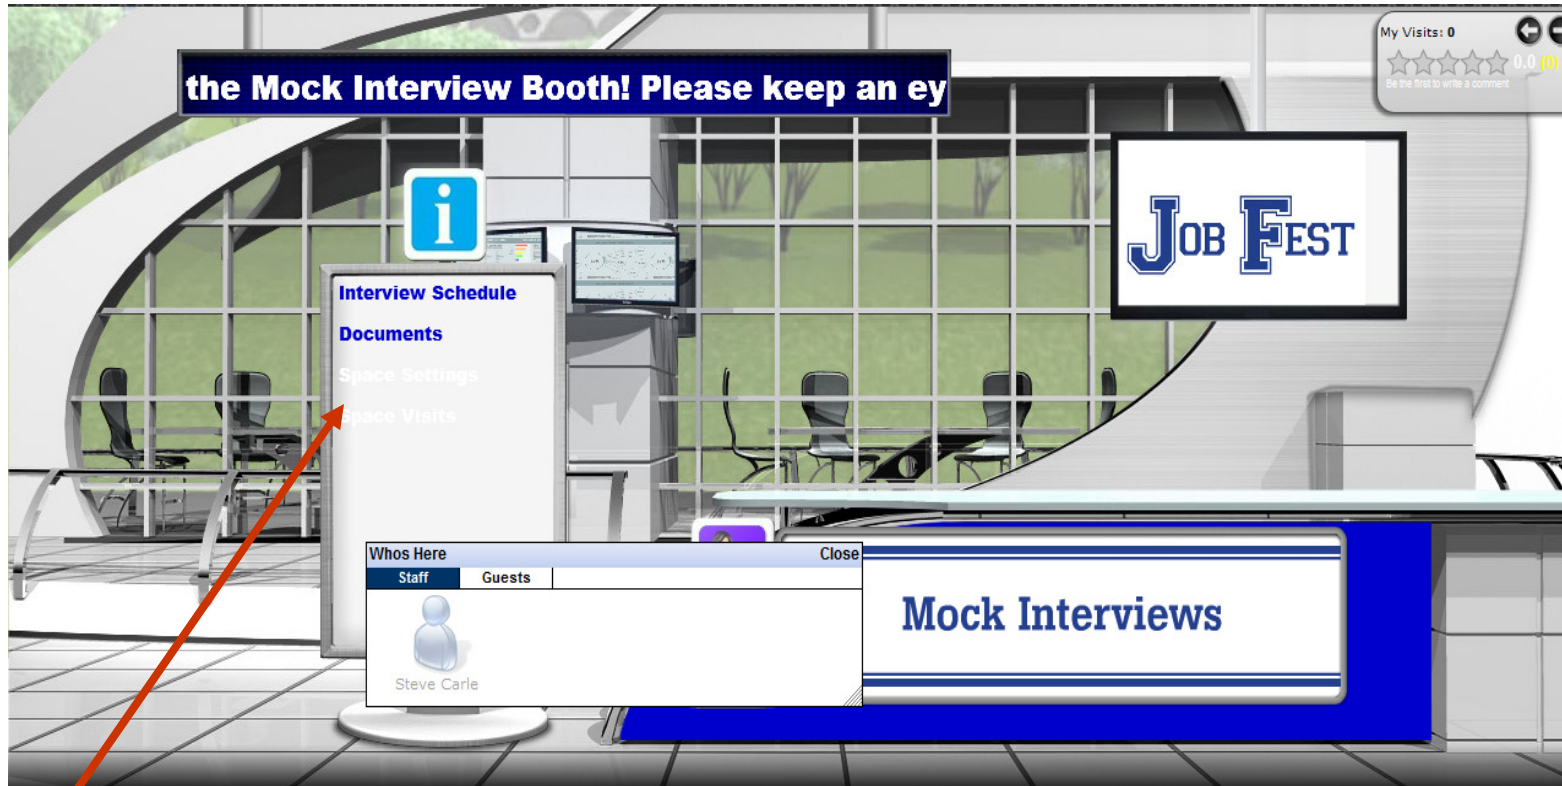 the Mock Interview Booth! Please keep an ey
My Visits: 0
0.0 (0)
Be the first to write a comment
i
JOB FEST
Interview Schedule
Documents
Space Settings
Space Visits
Whos Here
Close
Staff
Guests
Steve Carle
Mock Interviews